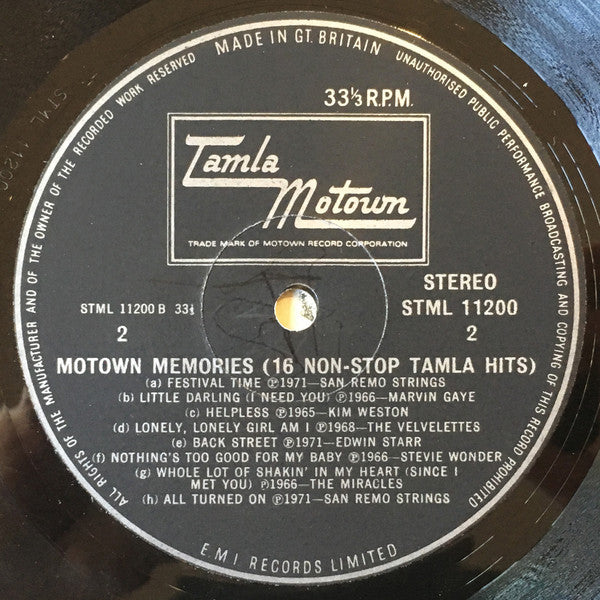 MADE IN GT. BRITAIN
UNAUTHORISED PUBLIC PERFORMANCE BROADCASTING AND COPYING OF THIS RECORD PROHIBITED
ALL RIGHTS OF THE MANUFACTURER AND OF THE OWNER OF THE RECORDED WORK RESERVED
STML 11200
33⅓ R.P.M.
Tamla
Motown
TRADE MARK OF MOTOWN RECORD CORPORATION
STEREO
STML 11200 B 33⅓
STML 11200
2
2
MOTOWN MEMORIES (16 NON-STOP TAMLA HITS)
(a) FESTIVAL TIME ℗1971—SAN REMO STRINGS
(b) LITTLE DARLING (I NEED YOU) ℗1966—MARVIN GAYE
(c) HELPLESS ℗1965—KIM WESTON
(d) LONELY, LONELY GIRL AM I ℗1968—THE VELVELETTES
(e) BACK STREET ℗1971—EDWIN STARR
(f) NOTHING'S TOO GOOD FOR MY BABY ℗1966—STEVIE WONDER
(g) WHOLE LOT OF SHAKIN' IN MY HEART (SINCE I
MET YOU) ℗1966—THE MIRACLES
(h) ALL TURNED ON ℗1971—SAN REMO STRINGS
E.M.I. RECORDS LIMITED